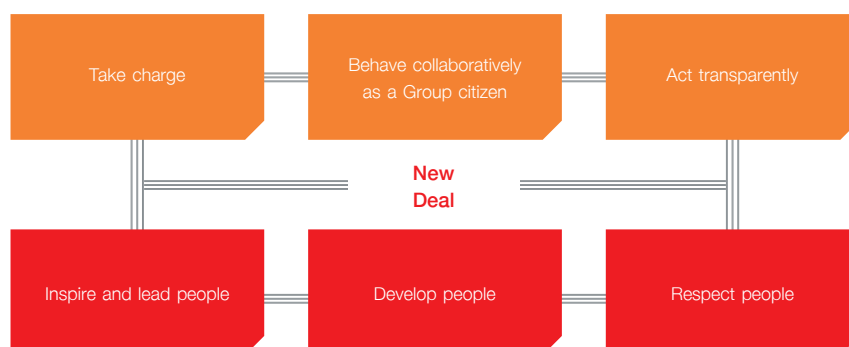 Take charge
Behave collaboratively
as a Group citizen
Act transparently
New
Deal
Inspire and lead people
Develop people
Respect people